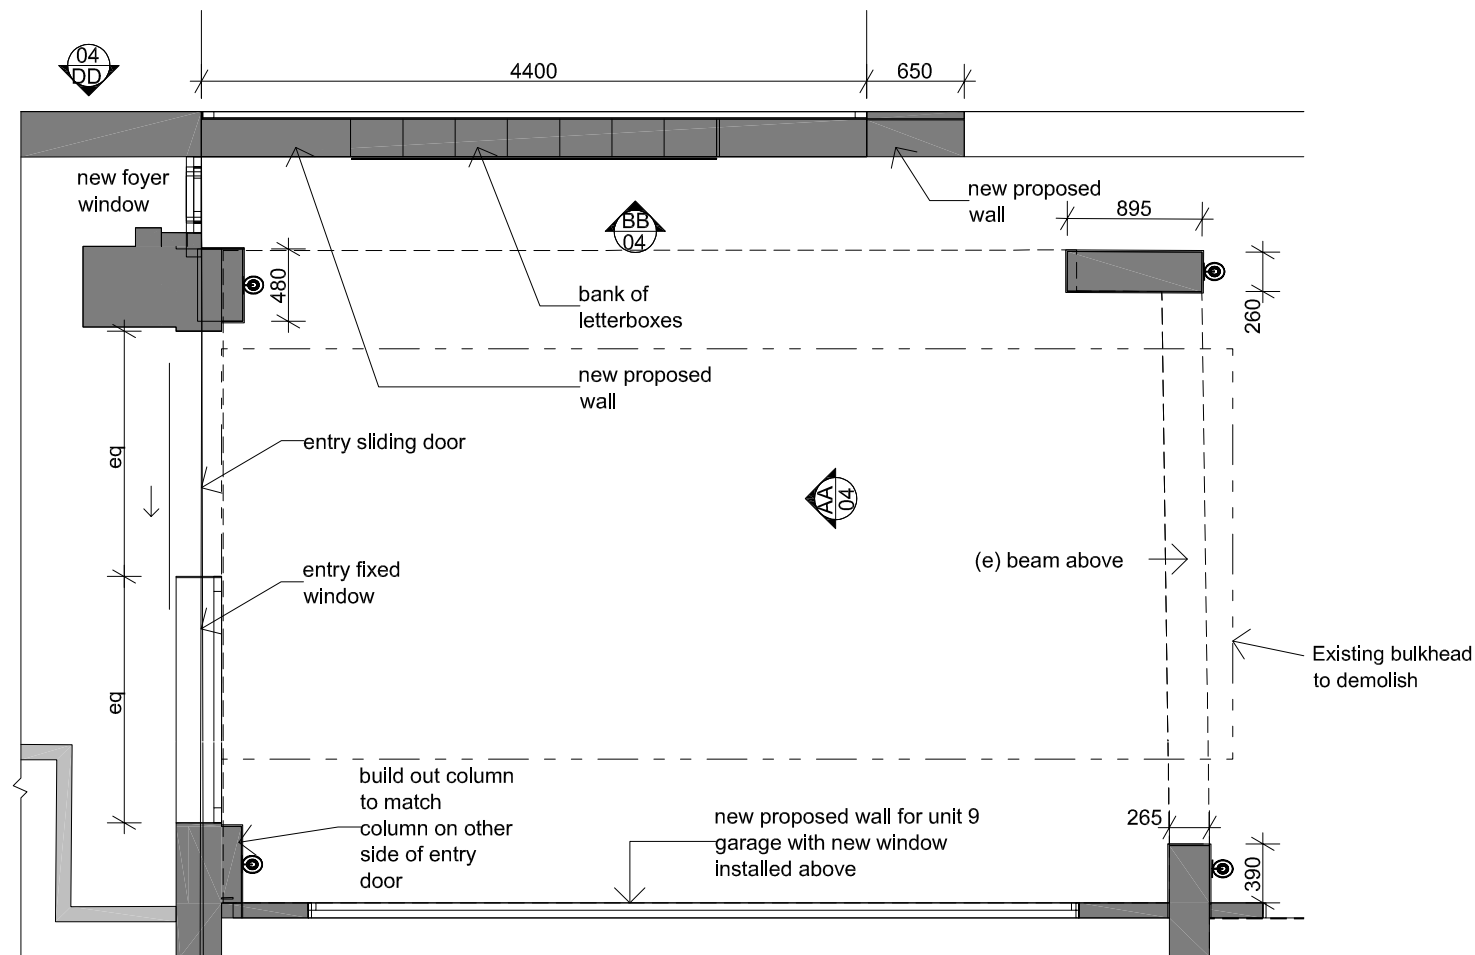 04
DD
4400
650
new foyer
window
new proposed
wall
895
BB
04
480
260
bank of
letterboxes
new proposed
wall
entry sliding door
eq
AA
04
(e) beam above
entry fixed
window
Existing bulkhead
to demolish
eq
build out column
to match
column on other
side of entry
door
new proposed wall for unit 9
garage with new window
installed above
265
390